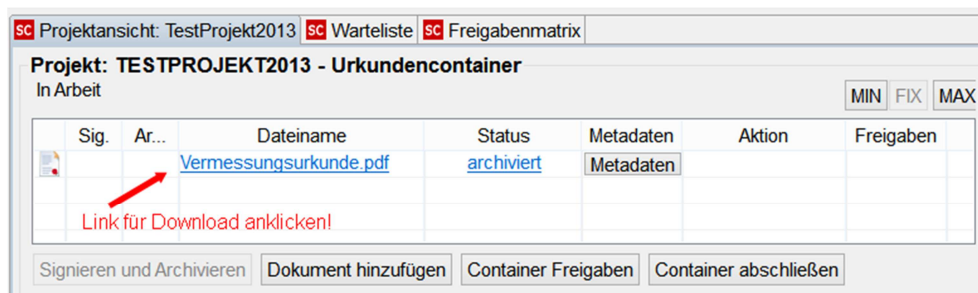 SC Projektansicht: TestProjekt2013 SC Warteliste SC Freigabenmatrix
Projekt: TESTPROJEKT2013 - Urkundencontainer
In Arbeit
MIN FIX MAX
Sig. Ar... Dateiname Status Metadaten Aktion Freigaben
Vermessungsurkunde.pdf archiviert Metadaten
Link für Download anklicken!
Signieren und Archivieren Dokument hinzufügen Container Freigaben Container abschließen